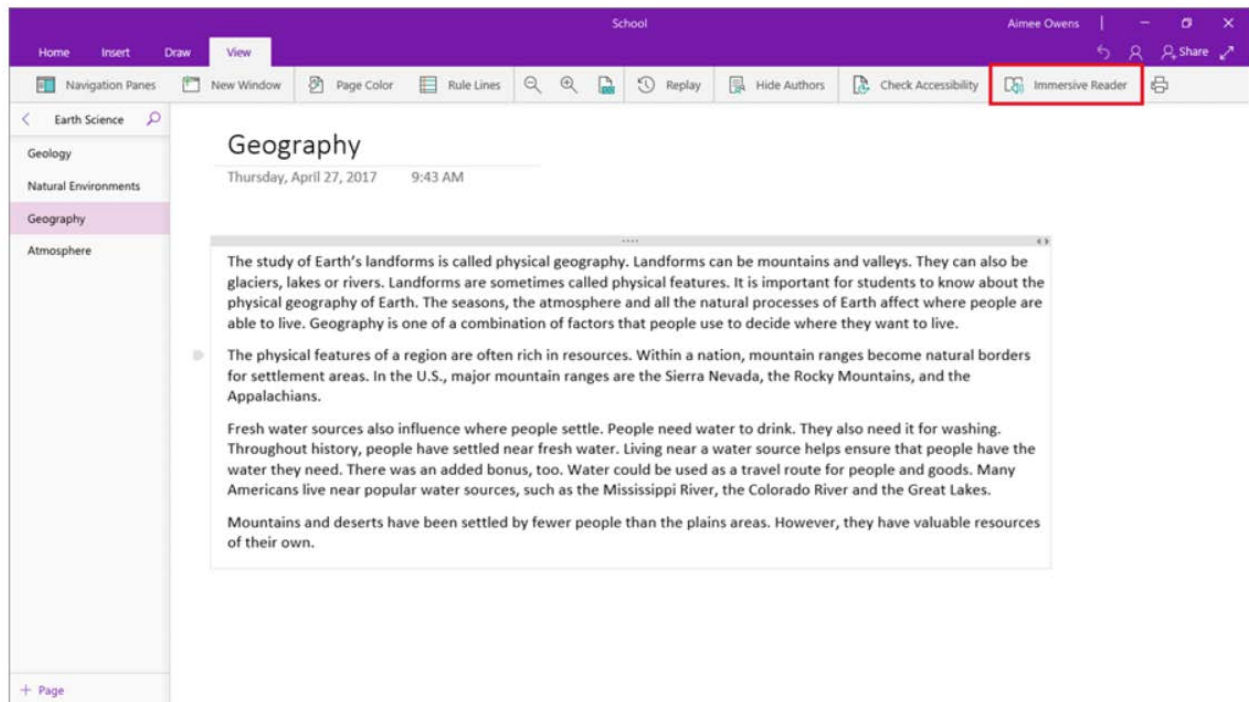 School
Aimee Owens
Home Insert Draw View
Share
Navigation Panes New Window Page Color Rule Lines Replay Hide Authors Check Accessibility Immersive Reader
Earth Science
Geology
Natural Environments
Geography
Atmosphere
+ Page
Geography
Thursday, April 27, 2017 9:43 AM
The study of Earth's landforms is called physical geography. Landforms can be mountains and valleys. They can also be
glaciers, lakes or rivers. Landforms are sometimes called physical features. It is important for students to know about the
physical geography of Earth. The seasons, the atmosphere and all the natural processes of Earth affect where people are
able to live. Geography is one of a combination of factors that people use to decide where they want to live.
The physical features of a region are often rich in resources. Within a nation, mountain ranges become natural borders
for settlement areas. In the U.S., major mountain ranges are the Sierra Nevada, the Rocky Mountains, and the
Appalachians.
Fresh water sources also influence where people settle. People need water to drink. They also need it for washing.
Throughout history, people have settled near fresh water. Living near a water source helps ensure that people have the
water they need. There was an added bonus, too. Water could be used as a travel route for people and goods. Many
Americans live near popular water sources, such as the Mississippi River, the Colorado River and the Great Lakes.
Mountains and deserts have been settled by fewer people than the plains areas. However, they have valuable resources
of their own.